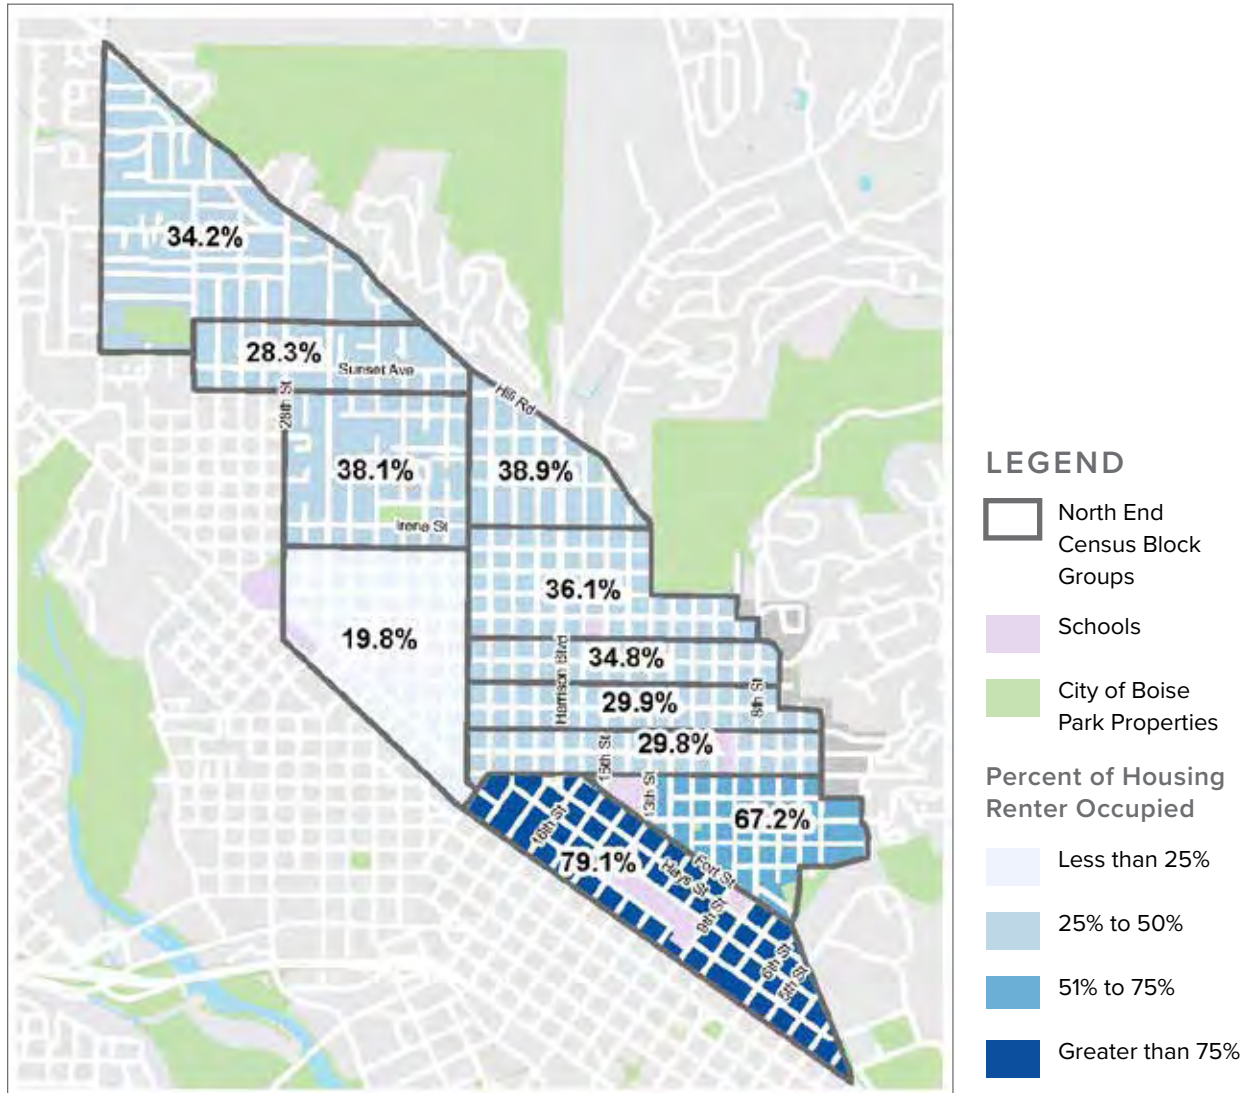 34.2%
28.3%
Sunset Ave
28th St
Hill Rd
38.1%
38.9%
Irene St
36.1%
19.8%
Harrison Blvd
34.8%
8th St
29.9%
29.8%
15th St
13th St
67.2%
16th St
79.1%
Fort St
Hays St
9th St
6th St
5th St
LEGEND
North End
Census Block
Groups
Schools
City of Boise
Park Properties
Percent of Housing
Renter Occupied
Less than 25%
25% to 50%
51% to 75%
Greater than 75%